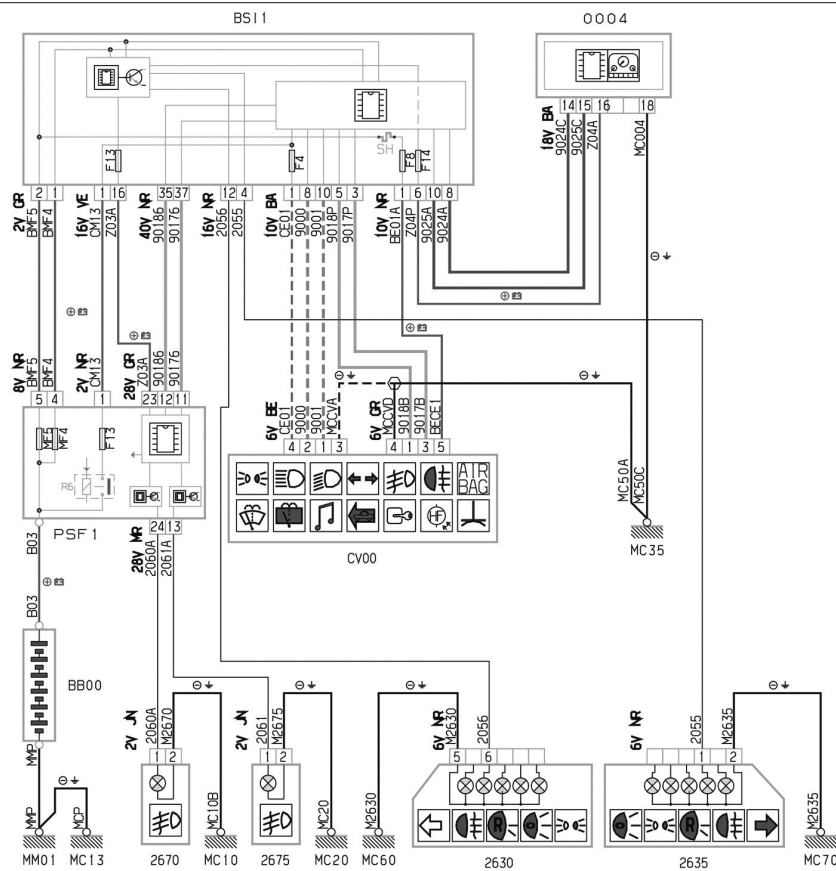 BSI1
0004
SH
F13
F4
F8
F14
14 15 16 18
18V BA
9024C
9025C
Z04A
MC004
2 1
1 16
35 37
12 4
1 8 10 5 3
1 6 10 8
2V GR
BMF5
BMF4
16V VE
CM13
Z03A
40V NR
90186
90176
16V NR
2056
2055
10V BA
CE01
9000
9001
9018P
9017P
10V NR
BE01A
Z04P
9025A
9024A
8V NR
BMF5
BMF4
2V NR
CM13
28V GR
Z03A
90186
90176
5 4
1
23 12 11
MF5
MF4
F13
R6
PSF1
24 13
28V MR
2060A
2061A
6V BE
CE01
9000
9001
MCCVA
6V GR
MCCVD
9018B
9017B
BECE1
4 2 1 3
4 1 3 5
AIR
BAG
CV00
MC50A
MC50C
MC35
B03
B03
BB00
MMP
MMP
MCP
MM01
MC13
2V JN
2060A
M2670
1 2
2670
MC10B
MC10
2V JN
2061
M2675
1 2
2675
MC20
MC20
M2630
MC60
6V NR
M2630
2056
5 6
R
2630
6V NR
2055
M2635
1 2
R
2635
M2635
MC70